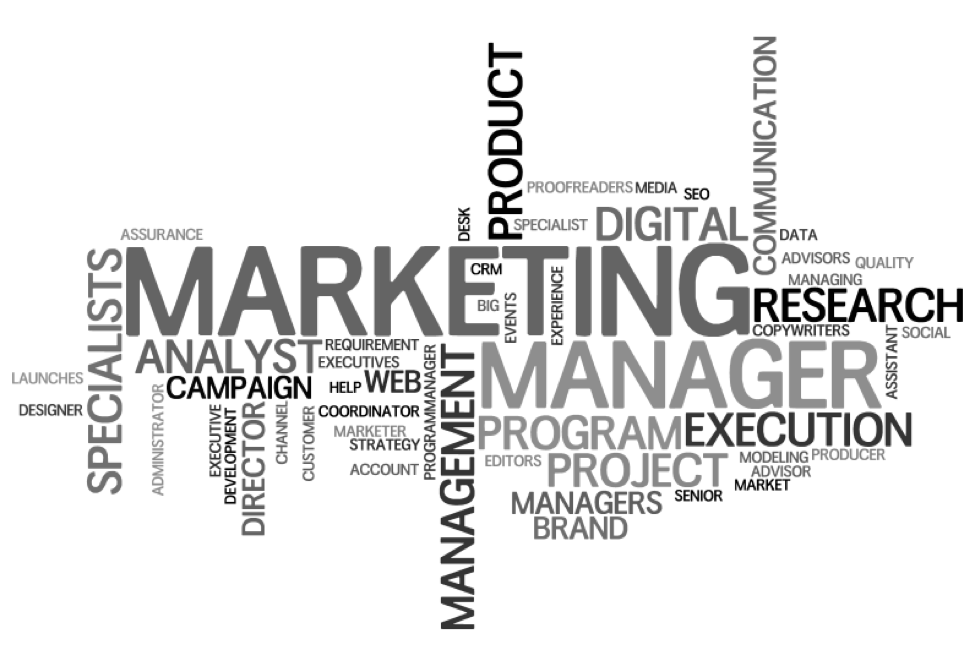 PRODUCT
COMMUNICATION
PROOFREADERS
MEDIA
SEO
DESK
SPECIALIST
DIGITAL
ASSURANCE
DATA
MARKETING
SPECIALISTS
CRM
BIG
EVENTS
EXPERIENCE
ADVISORS
QUALITY
MANAGING
RESEARCH
COPYWRITERS
SOCIAL
ASSISTANT
ANALYST
REQUIREMENT
EXECUTIVES
MANAGER
LAUNCHES
CAMPAIGN
HELP
WEB
PROGRAMMANAGER
MANAGEMENT
DESIGNER
ADMINISTRATOR
EXECUTIVE
DEVELOPMENT
DIRECTOR
CHANNEL
CUSTOMER
COORDINATOR
MARKETER
STRATEGY
ACCOUNT
PROGRAM
EXECUTION
EDITORS
PROJECT
MODELING
PRODUCER
ADVISOR
MARKET
MANAGERS
SENIOR
BRAND